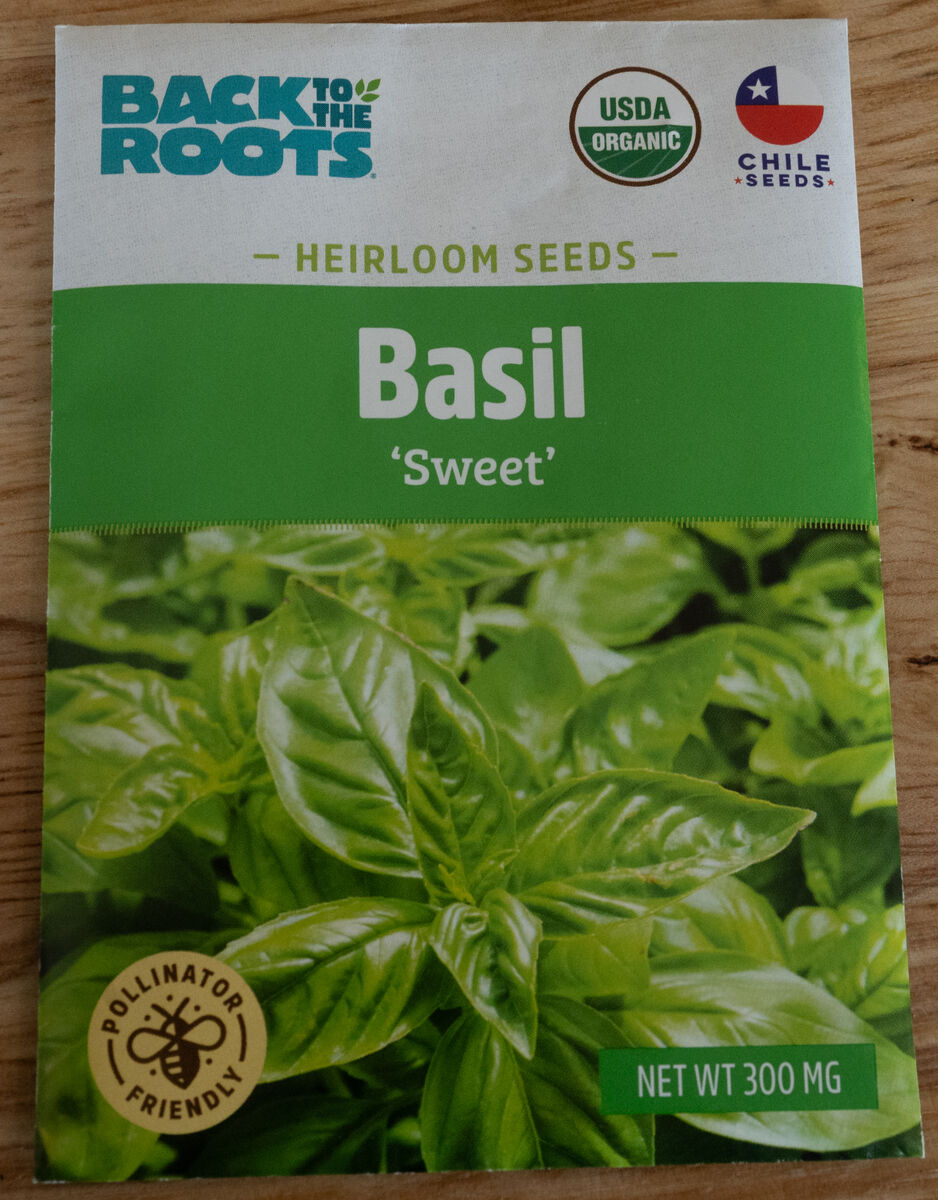 BACK TO THE ROOTS®
USDA
ORGANIC
CHILE
★SEEDS★
— HEIRLOOM SEEDS —
Basil
‘Sweet’
POLLINATOR
FRIENDLY
NET WT 300 MG